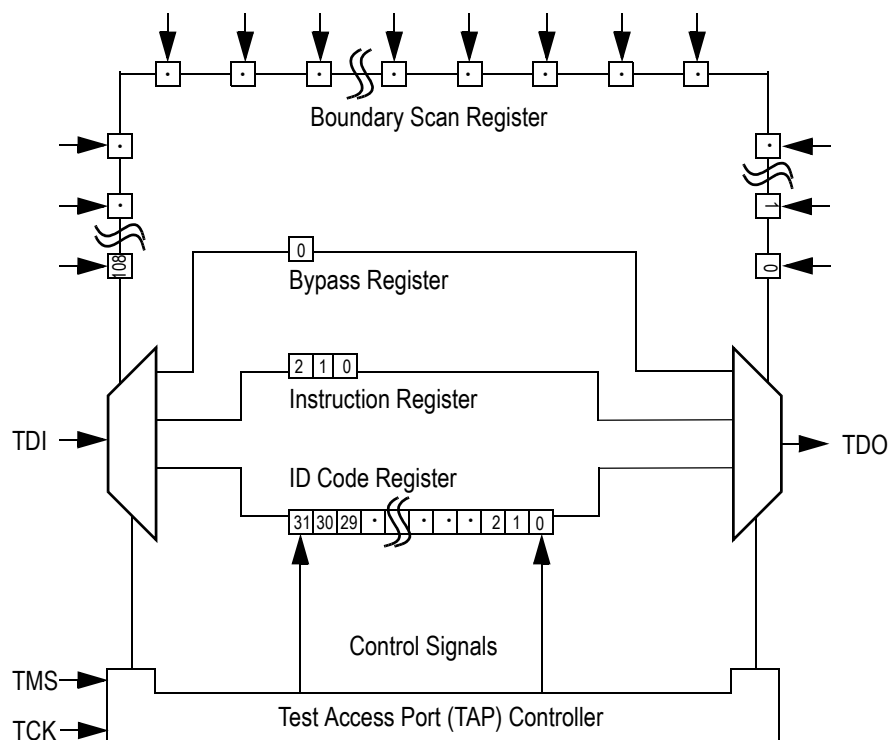 Boundary Scan Register
1
108
0
0
Bypass Register
2 1 0
Instruction Register
TDI
TDO
ID Code Register
31 30 29 · · · · · 2 1 0
Control Signals
TMS
Test Access Port (TAP) Controller
TCK